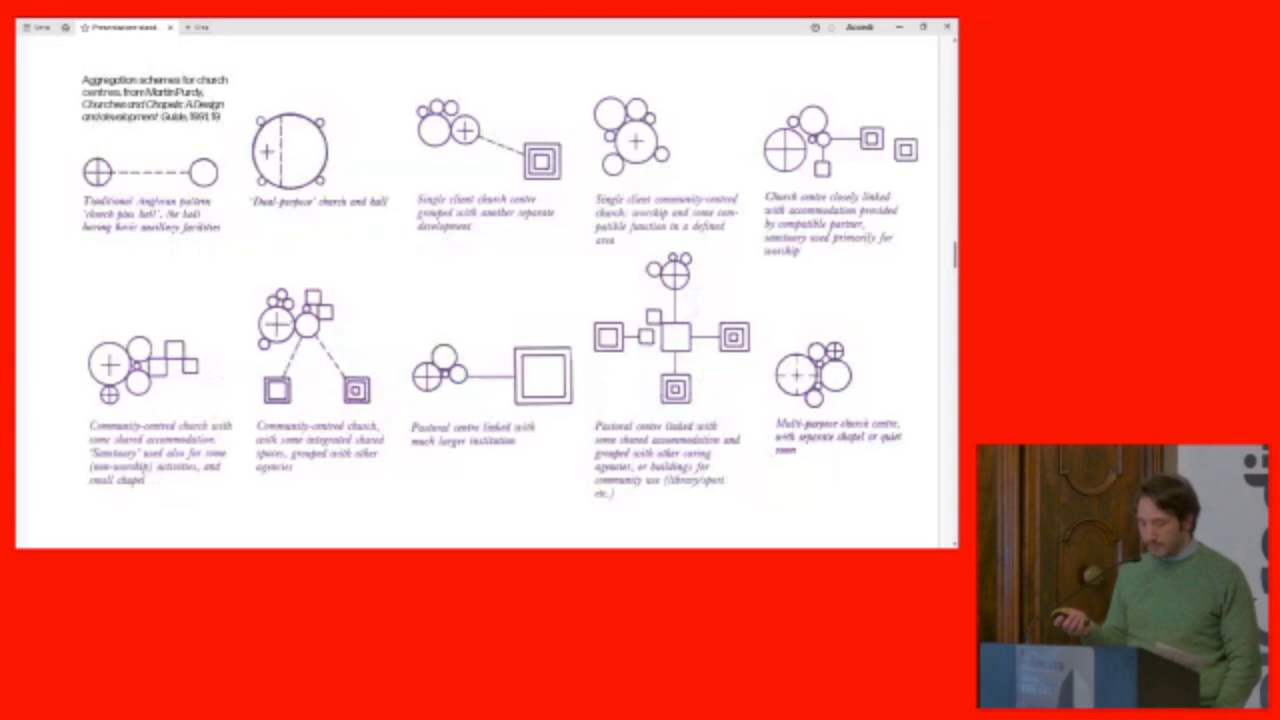 Aggregation schemes for church
centres, from Martin Purdy,
Churches and Chapels: A Design
and development Guide, 1991, 19
Traditional Anglican pattern
'church plus hall', the hall
having basic auxiliary facilities
'Dual-purpose' church and hall
Single client church centre
grouped with another separate
development
Single client community-centred
church: worship and some com-
patible function in a defined
area
Church centre closely linked
with accommodation provided
by compatible partner,
sanctuary used primarily for
worship
Community-centred church with
some shared accommodation.
'Sanctuary' used also for some
(non-worship) activities, and
small chapel
Community-centred church,
with some integrated shared
spaces, grouped with other
agencies
Pastoral centre linked with
much larger institution
Pastoral centre linked with
some shared accommodation and
grouped with other caring
agencies, or buildings for
community use (library/sport
etc.)
Multi-purpose church centre,
with separate chapel or quiet
room
Accedi